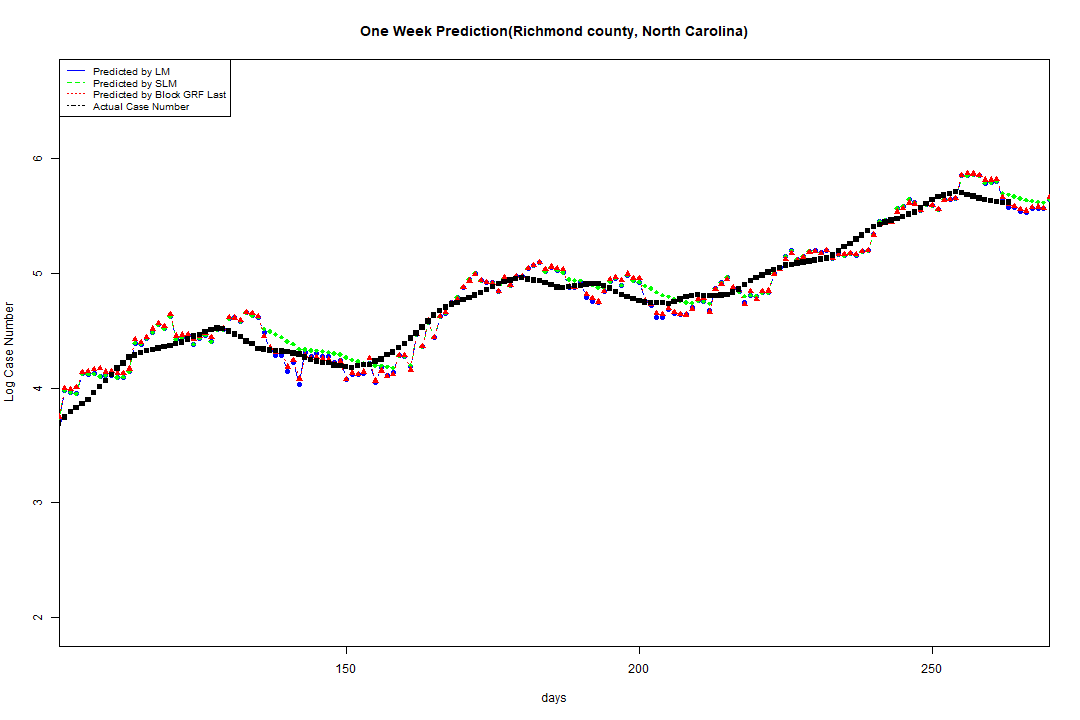 One Week Prediction(Richmond county, North Carolina)
Predicted by LM
Predicted by SLM
Predicted by Block GRF Last
Actual Case Number
Log Case Number
6
5
4
3
2
150
200
250
days